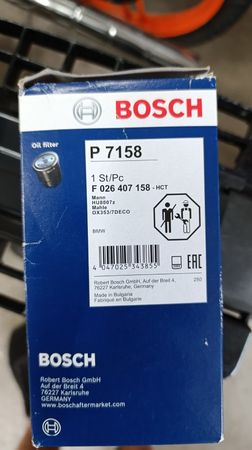 BOSCH
Oil filter
P 7158
1 St/Pc
F 026 407 158 -HCT
Mann
HU8007z
Mahle
OX353/7DECO
BMW
4 047025 343855
EAC
Robert Bosch GmbH, Auf der Breit 4,
76227 Karlsruhe, Germany
280
Made in Bulgaria
Fabriqué en Bulgarie
BOSCH
Robert Bosch GmbH
Auf der Breit 4
76227 Karlsruhe
GERMANY
www.boschaftermarket.com